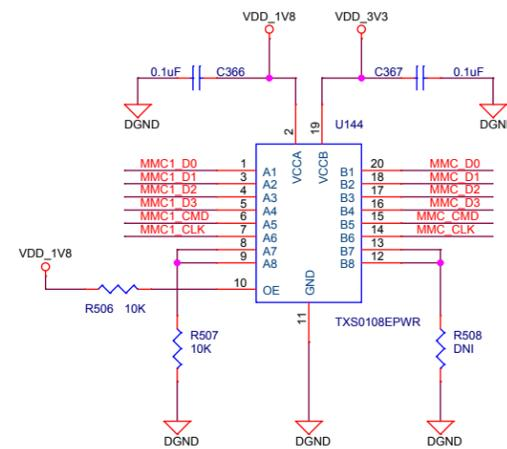 VDD_1V8 VDD_3V3
0.1uF C366 C367 0.1uF
DGND DGND
U144
2 19
VCCA VCCB
MMC1_D0 1 A1 B1 20 MMC_D0
MMC1_D1 3 A2 B2 18 MMC_D1
MMC1_D2 4 A3 B3 17 MMC_D2
MMC1_D3 5 A4 B4 16 MMC_D3
MMC1_CMD 6 A5 B5 15 MMC_CMD
MMC1_CLK 7 A6 B6 14 MMC_CLK
8 A7 B7 13
9 A8 B8 12
VDD_1V8
10 OE GND
R506 10K
11
TXS0108EPWR
R507
10K
R508
DNI
DGND DGND DGND